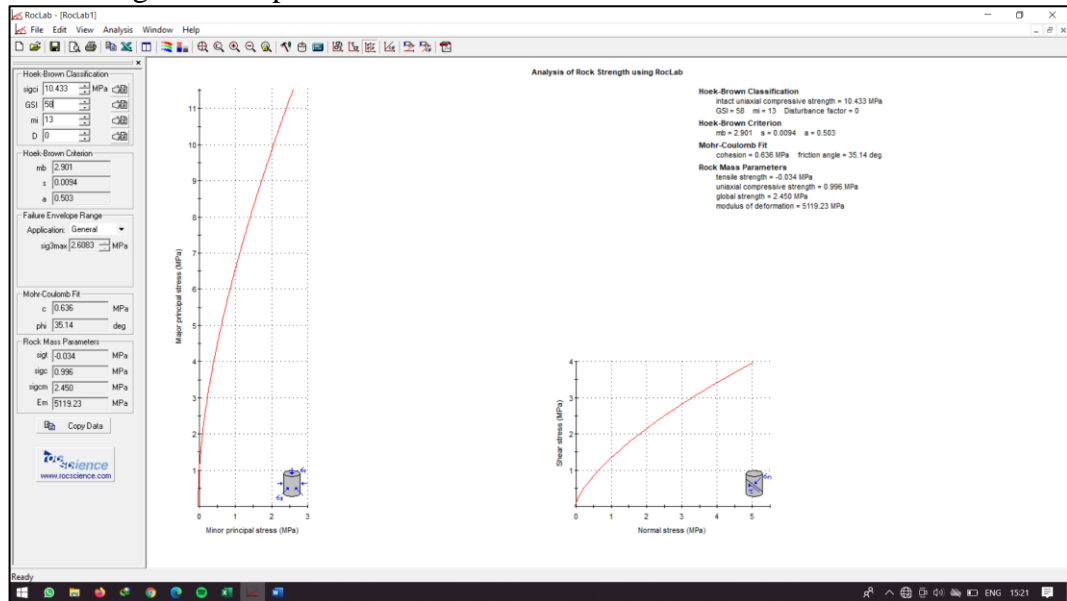 RocLab - [RocLab1]
File Edit View Analysis Window Help
Hoek-Brown Classification
sigci 10.433 MPa
GSI 58
mi 13
D 0
Hoek-Brown Criterion
mb 2.901
s 0.0094
a 0.503
Failure Envelope Range
Application: General
sig3max 2.6083 MPa
Mohr-Coulomb Fit
c 0.636 MPa
phi 35.14 deg
Rock Mass Parameters
sigt -0.034 MPa
sigc 0.996 MPa
sigcm 2.450 MPa
Em 5119.23 MPa
Copy Data
rocscience
www.rocscience.com
Analysis of Rock Strength using RocLab
Hoek-Brown Classification
intact uniaxial compressive strength = 10.433 MPa
GSI = 58 mi = 13 Disturbance factor = 0
Hoek-Brown Criterion
mb = 2.901 s = 0.0094 a = 0.503
Mohr-Coulomb Fit
cohesion = 0.636 MPa friction angle = 35.14 deg
Rock Mass Parameters
tensile strength = -0.034 MPa
uniaxial compressive strength = 0.996 MPa
global strength = 2.450 MPa
modulus of deformation = 5119.23 MPa
Major principal stress (MPa)
11
10
9
8
7
6
5
4
3
2
1
0 1 2 3
Minor principal stress (MPa)
Shear stress (MPa)
4
3
2
1
0 1 2 3 4 5
Normal stress (MPa)
Ready
ENG 15:21